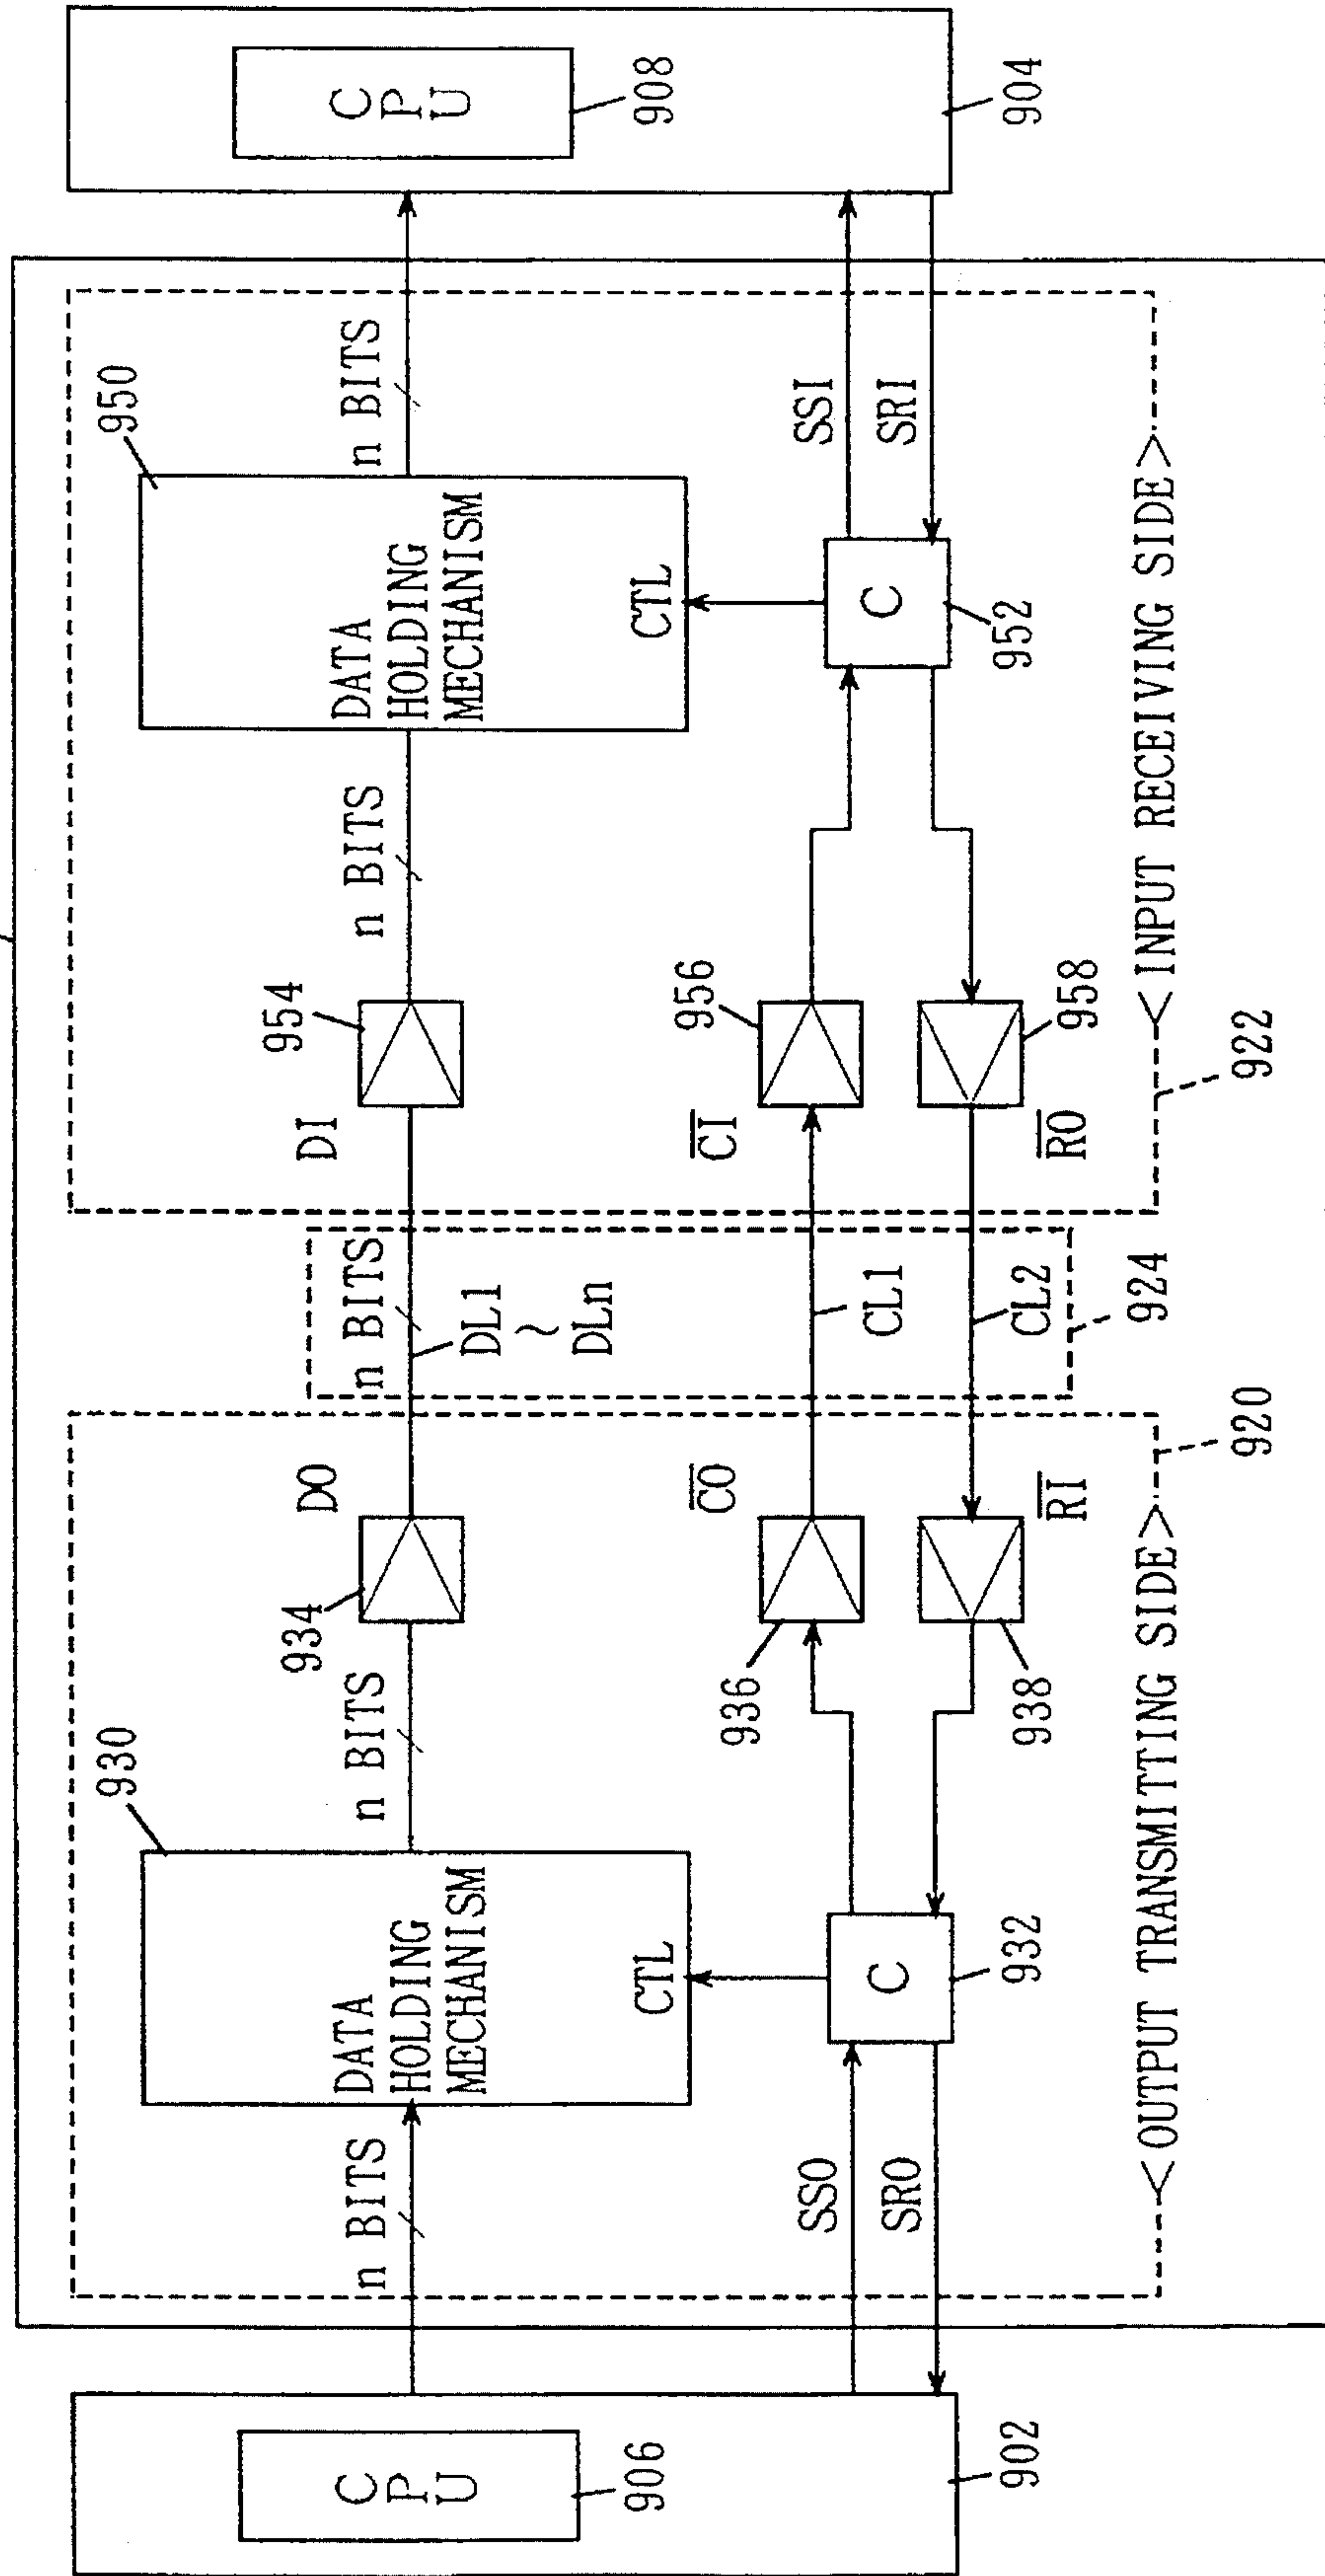 CPU
906
902
n BITS
SSO
SRO
930
DATA
HOLDING
MECHANISM
CTL
C
932
n BITS
934
DO
936
CO
938
RI
<OUTPUT TRANSMITTING SIDE>
920
n BITS
DL1
~
DLn
CL1
CL2
924
DI
954
CI
956
RO
958
922
<INPUT RECEIVING SIDE>
n BITS
950
DATA
HOLDING
MECHANISM
CTL
C
952
n BITS
SSI
SRI
CPU
908
904